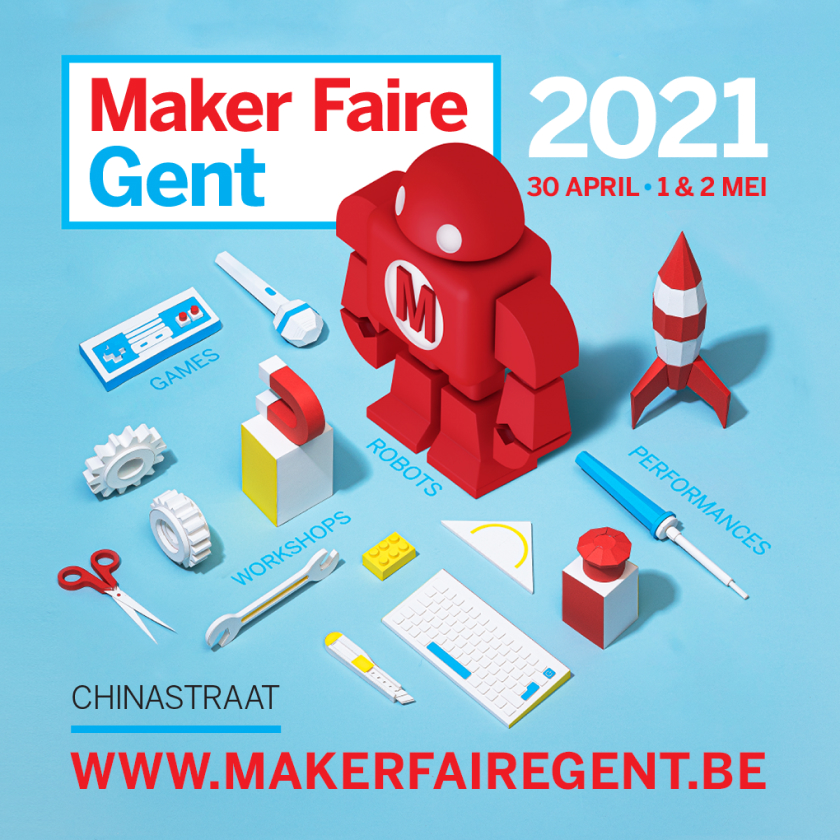 Maker Faire
Gent
2021
30 APRIL • 1 & 2 MEI
M
GAMES
ROBOTS
PERFORMANCES
WORKSHOPS
CHINASTRAAT
WWW.MAKERFAIREGENT.BE